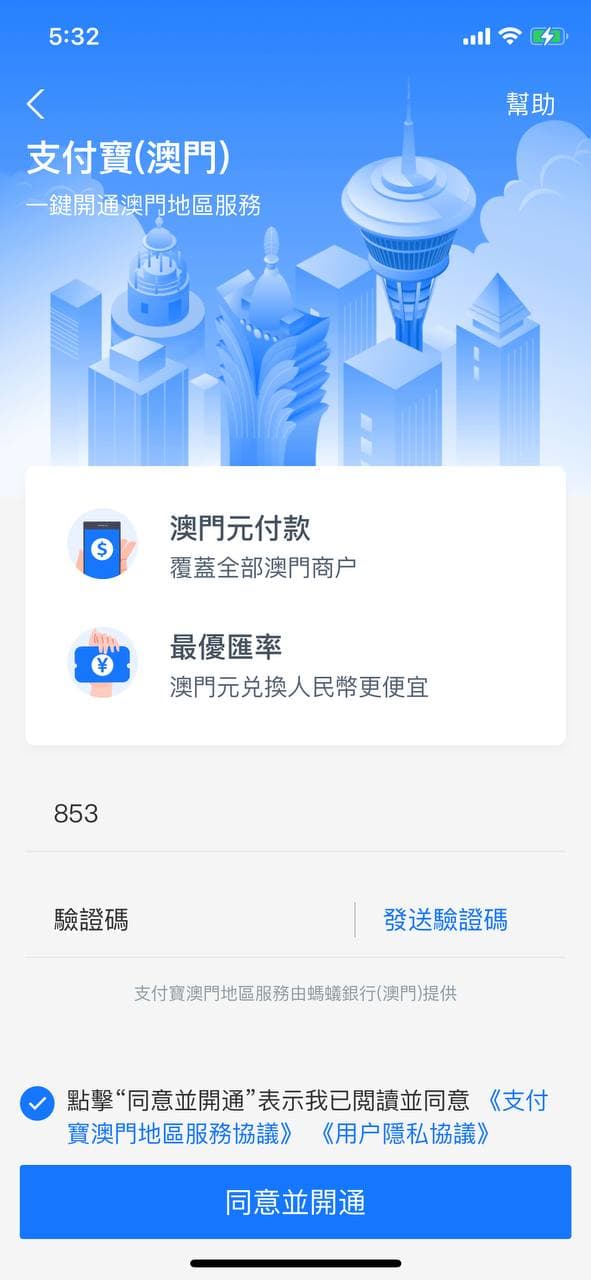 5:32
幫助
支付寶(澳門)
一鍵開通澳門地區服務
$
澳門元付款
覆蓋全部澳門商户
¥
最優匯率
澳門元兑換人民幣更便宜
853
驗證碼
發送驗證碼
支付寶澳門地區服務由螞蟻銀行(澳門)提供
點擊“同意並開通”表示我已閲讀並同意 《支付
寶澳門地區服務協議》 《用户隱私協議》
同意並開通